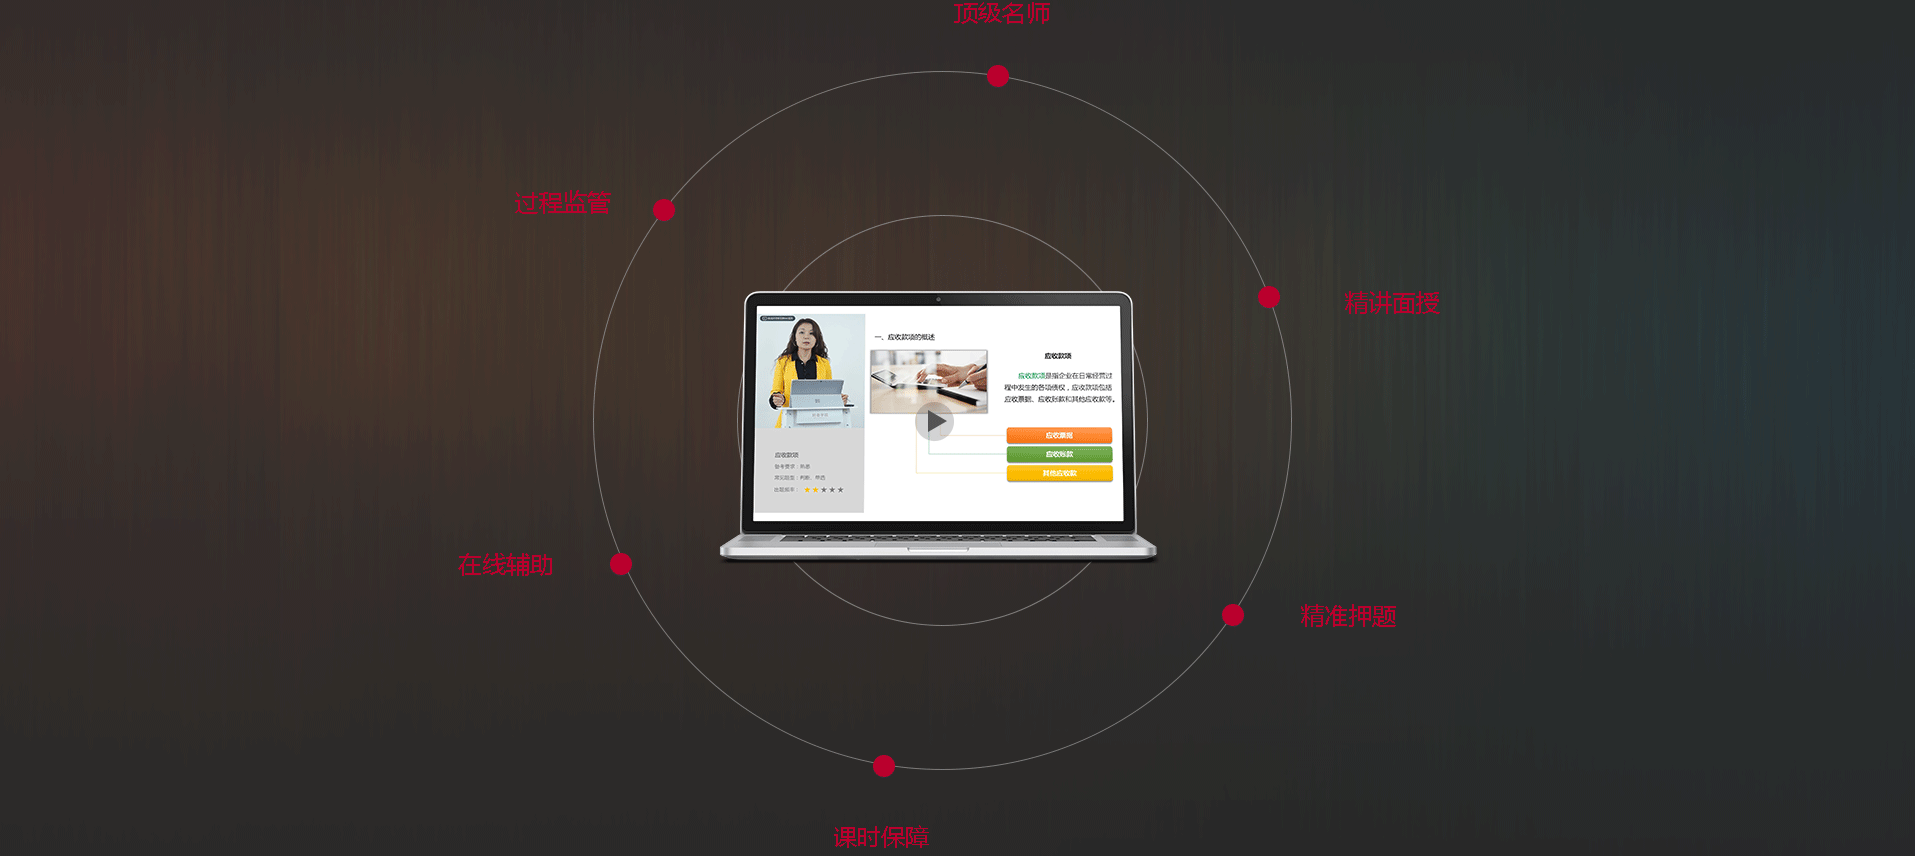 顶级名师
过程监管
精讲面授
在线辅助
精准押题
课时保障
一、应收款项的概述
应收款项
应收款项是指企业在日常经营过
程中发生的各项债权，应收款项包括
应收票据、应收账款和其他应收款等。
应收票据
应收账款
其他应收款
应收款项